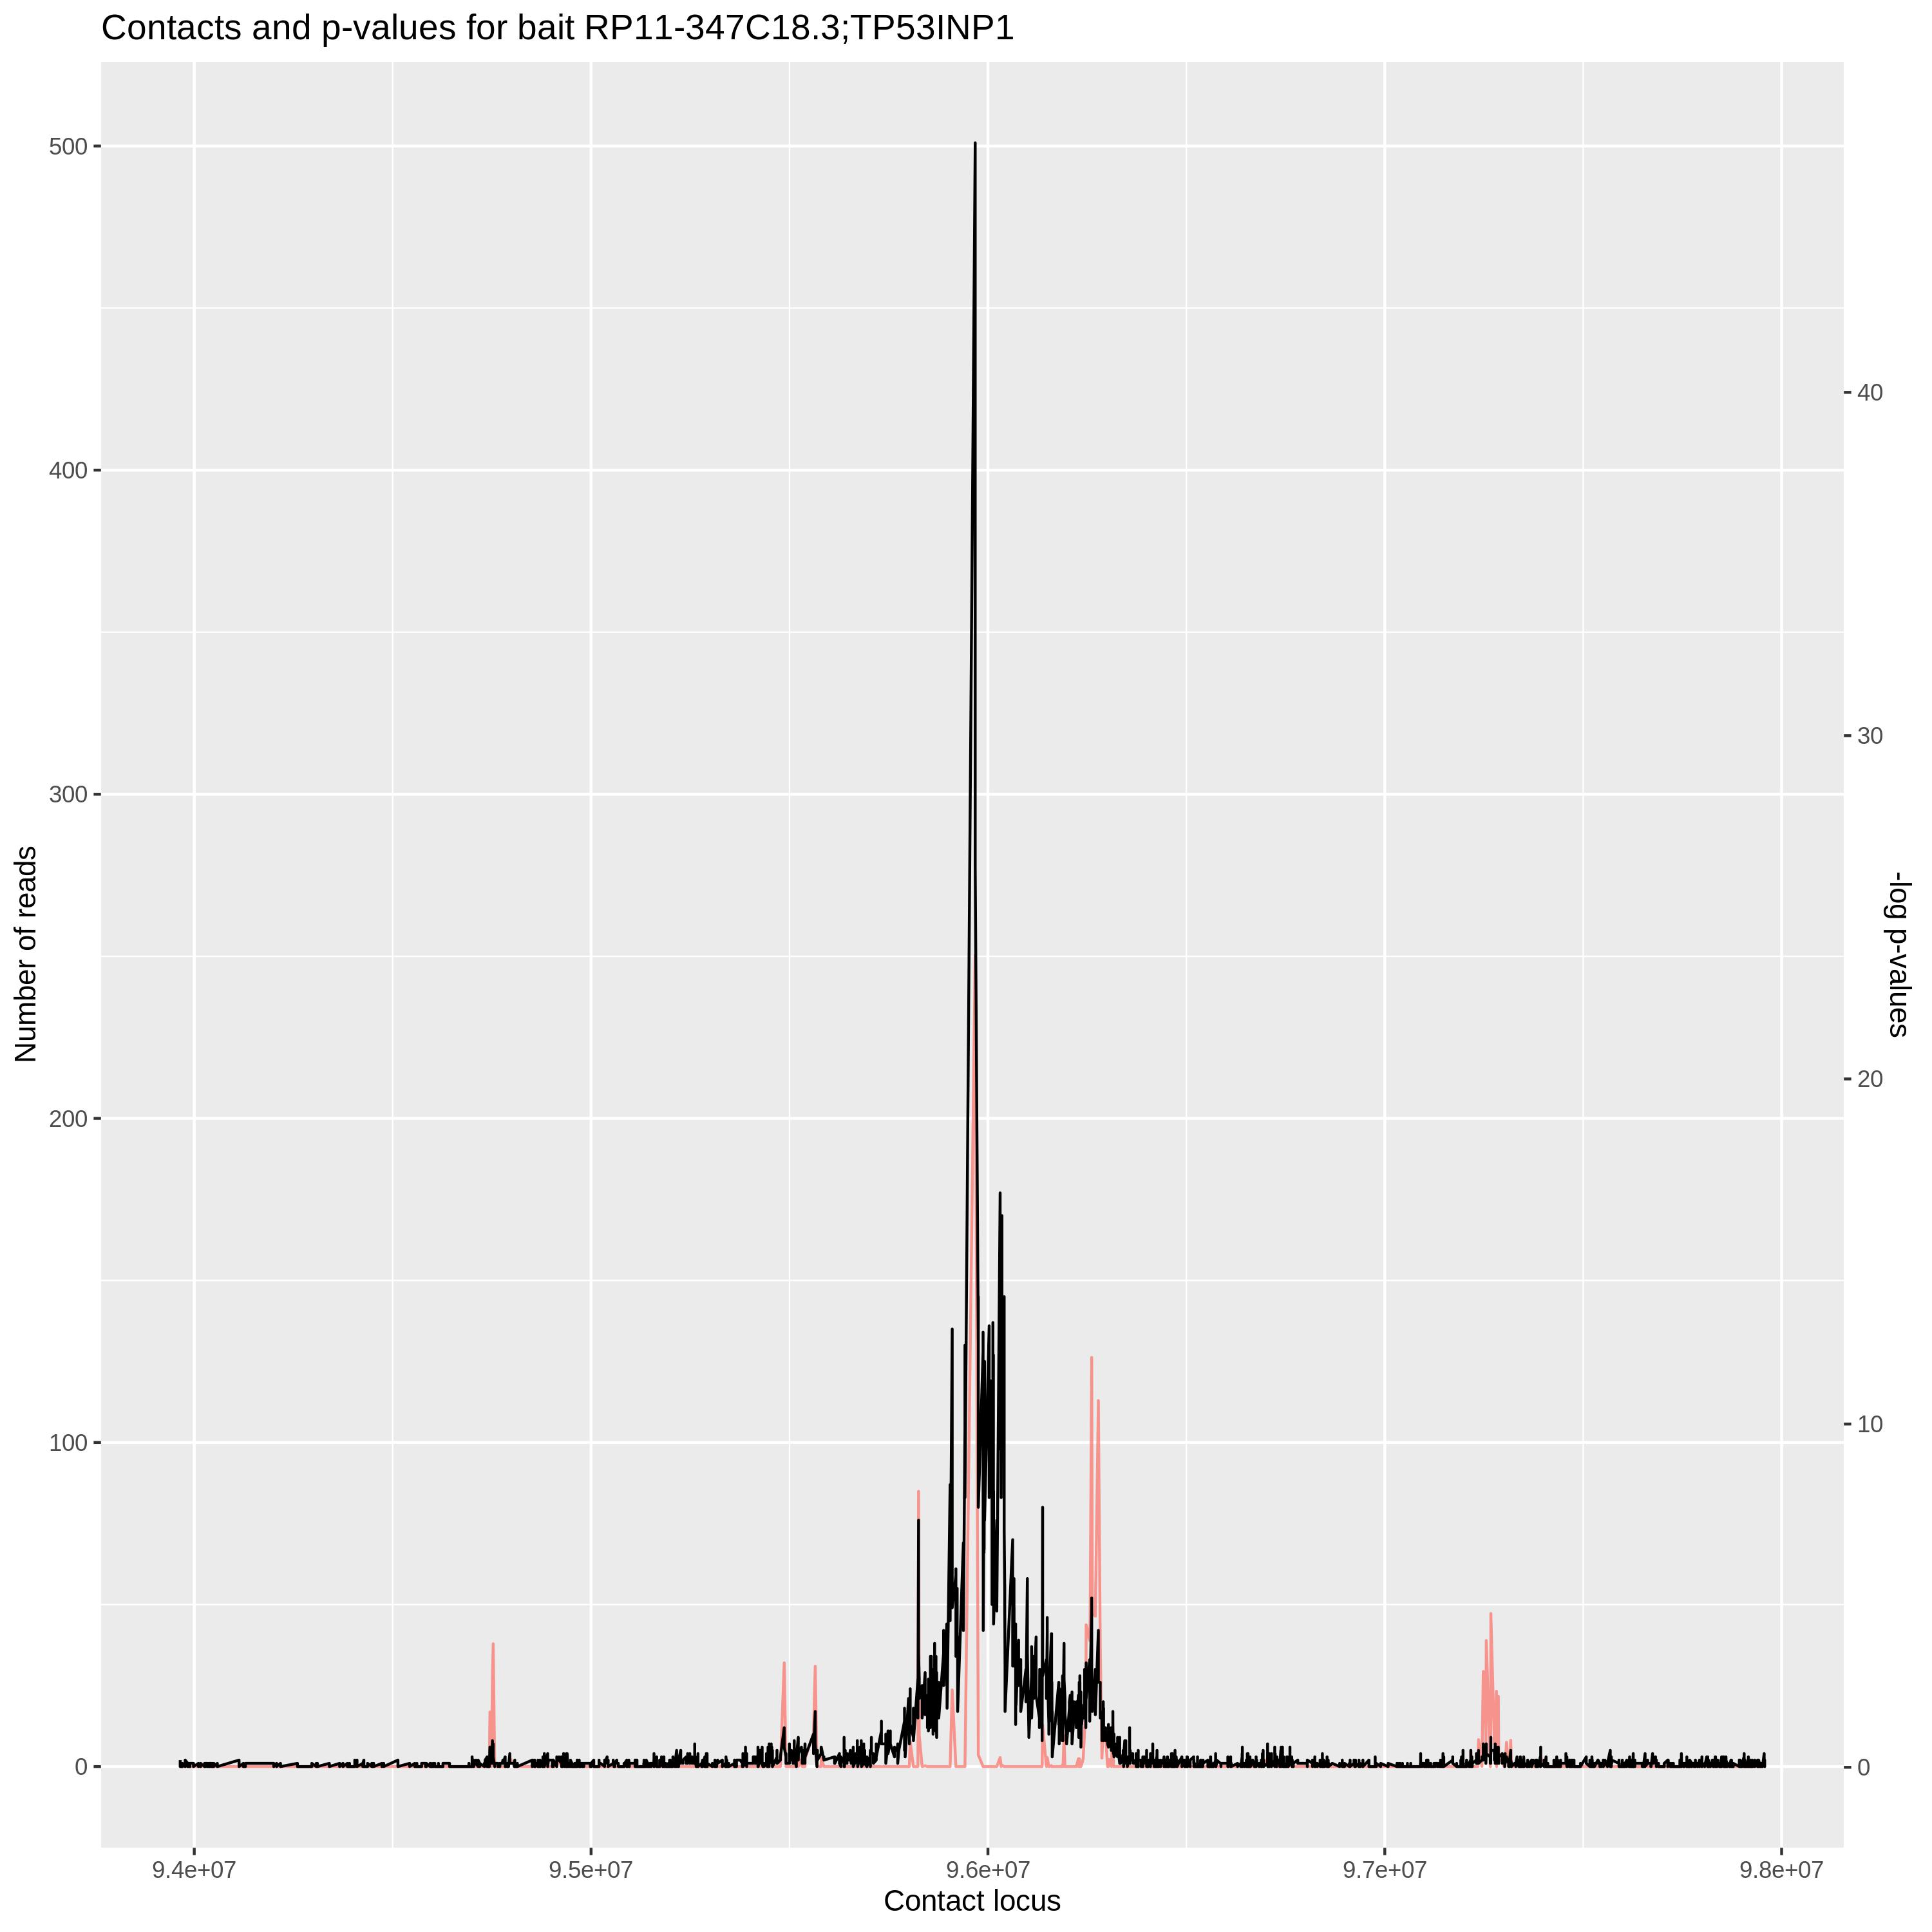 Contacts and p-values for bait RP11-347C18.3;TP53INP1
500
400
300
200
100
0
Number of reads
40
30
20
10
0
-log p-values
9.4e+07 9.5e+07 9.6e+07 9.7e+07 9.8e+07
Contact locus